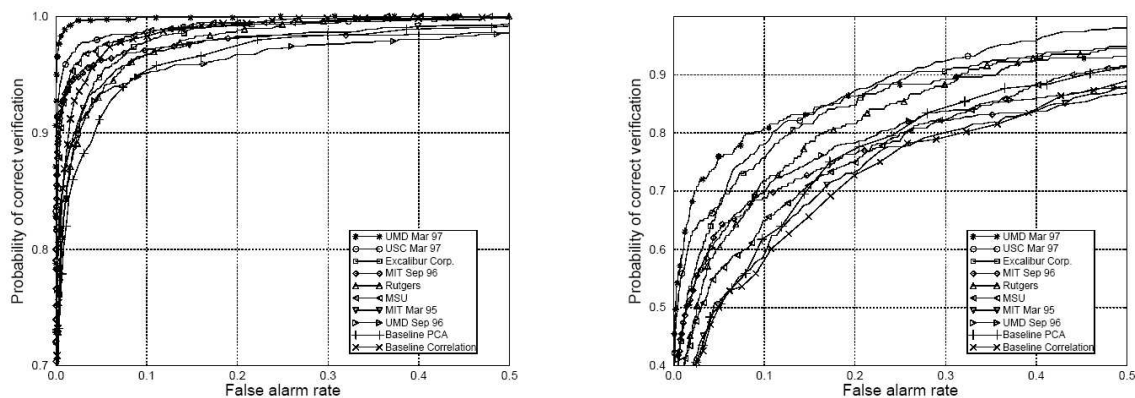 1.0
0.9
0.8
0.7
Probability of correct verification
0.0 0.1 0.2 0.3 0.4 0.5
False alarm rate
UMD Mar 97
USC Mar 97
Excalibur Corp.
MIT Sep 96
Rutgers
MSU
MIT Mar 95
UMD Sep 96
Baseline PCA
Baseline Correlation
0.9
0.8
0.7
0.6
0.5
0.4
Probability of correct verification
0.0 0.1 0.2 0.3 0.4 0.5
False alarm rate
UMD Mar 97
USC Mar 97
Excalibur Corp.
MIT Sep 96
Rutgers
MSU
MIT Mar 95
UMD Sep 96
Baseline PCA
Baseline Correlation